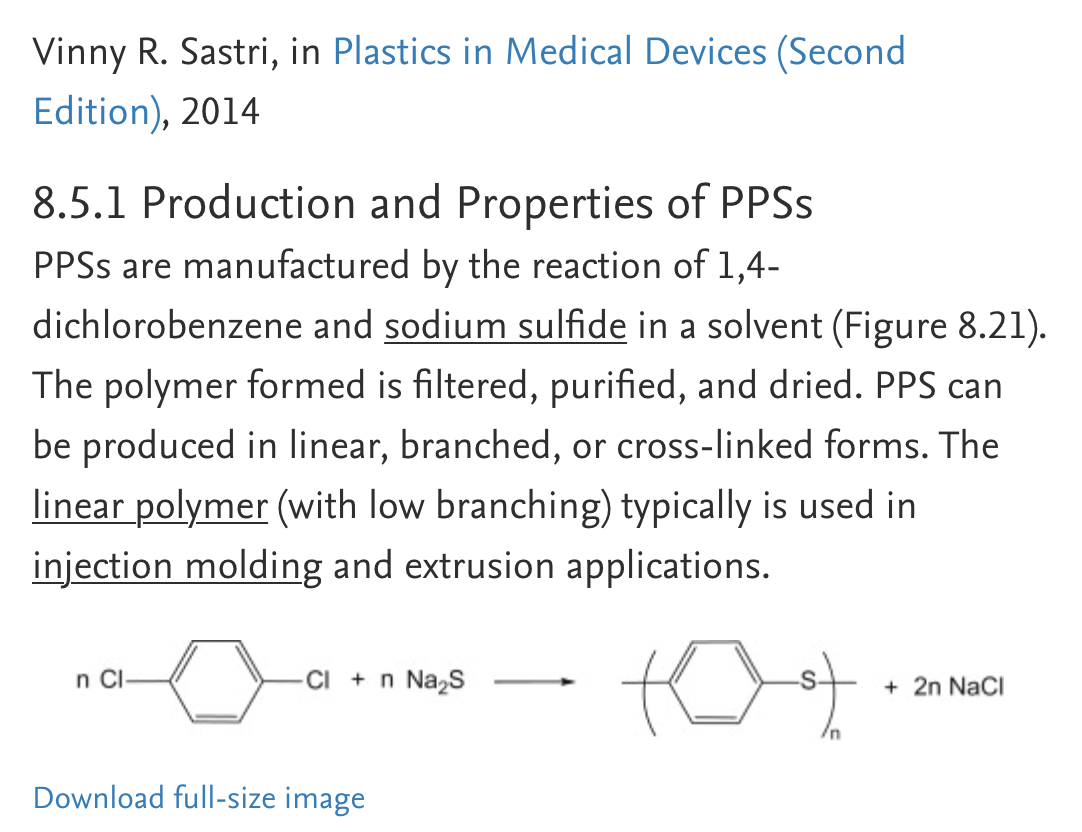 Vinny R. Sastri, in Plastics in Medical Devices (Second
Edition), 2014
8.5.1 Production and Properties of PPSs
PPSs are manufactured by the reaction of 1,4-
dichlorobenzene and sodium sulfide in a solvent (Figure 8.21).
The polymer formed is filtered, purified, and dried. PPS can
be produced in linear, branched, or cross-linked forms. The
linear polymer (with low branching) typically is used in
injection molding and extrusion applications.
n Cl Cl + n Na₂S S n + 2n NaCl
Download full-size image